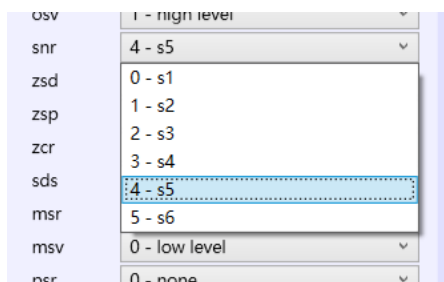 osv 1 - high level
snr 4 - s5
zsd 0 - s1
zsp 1 - s2
2 - s3
zcr 3 - s4
sds 4 - s5
msr 5 - s6
msv 0 - low level
psr 0 - none